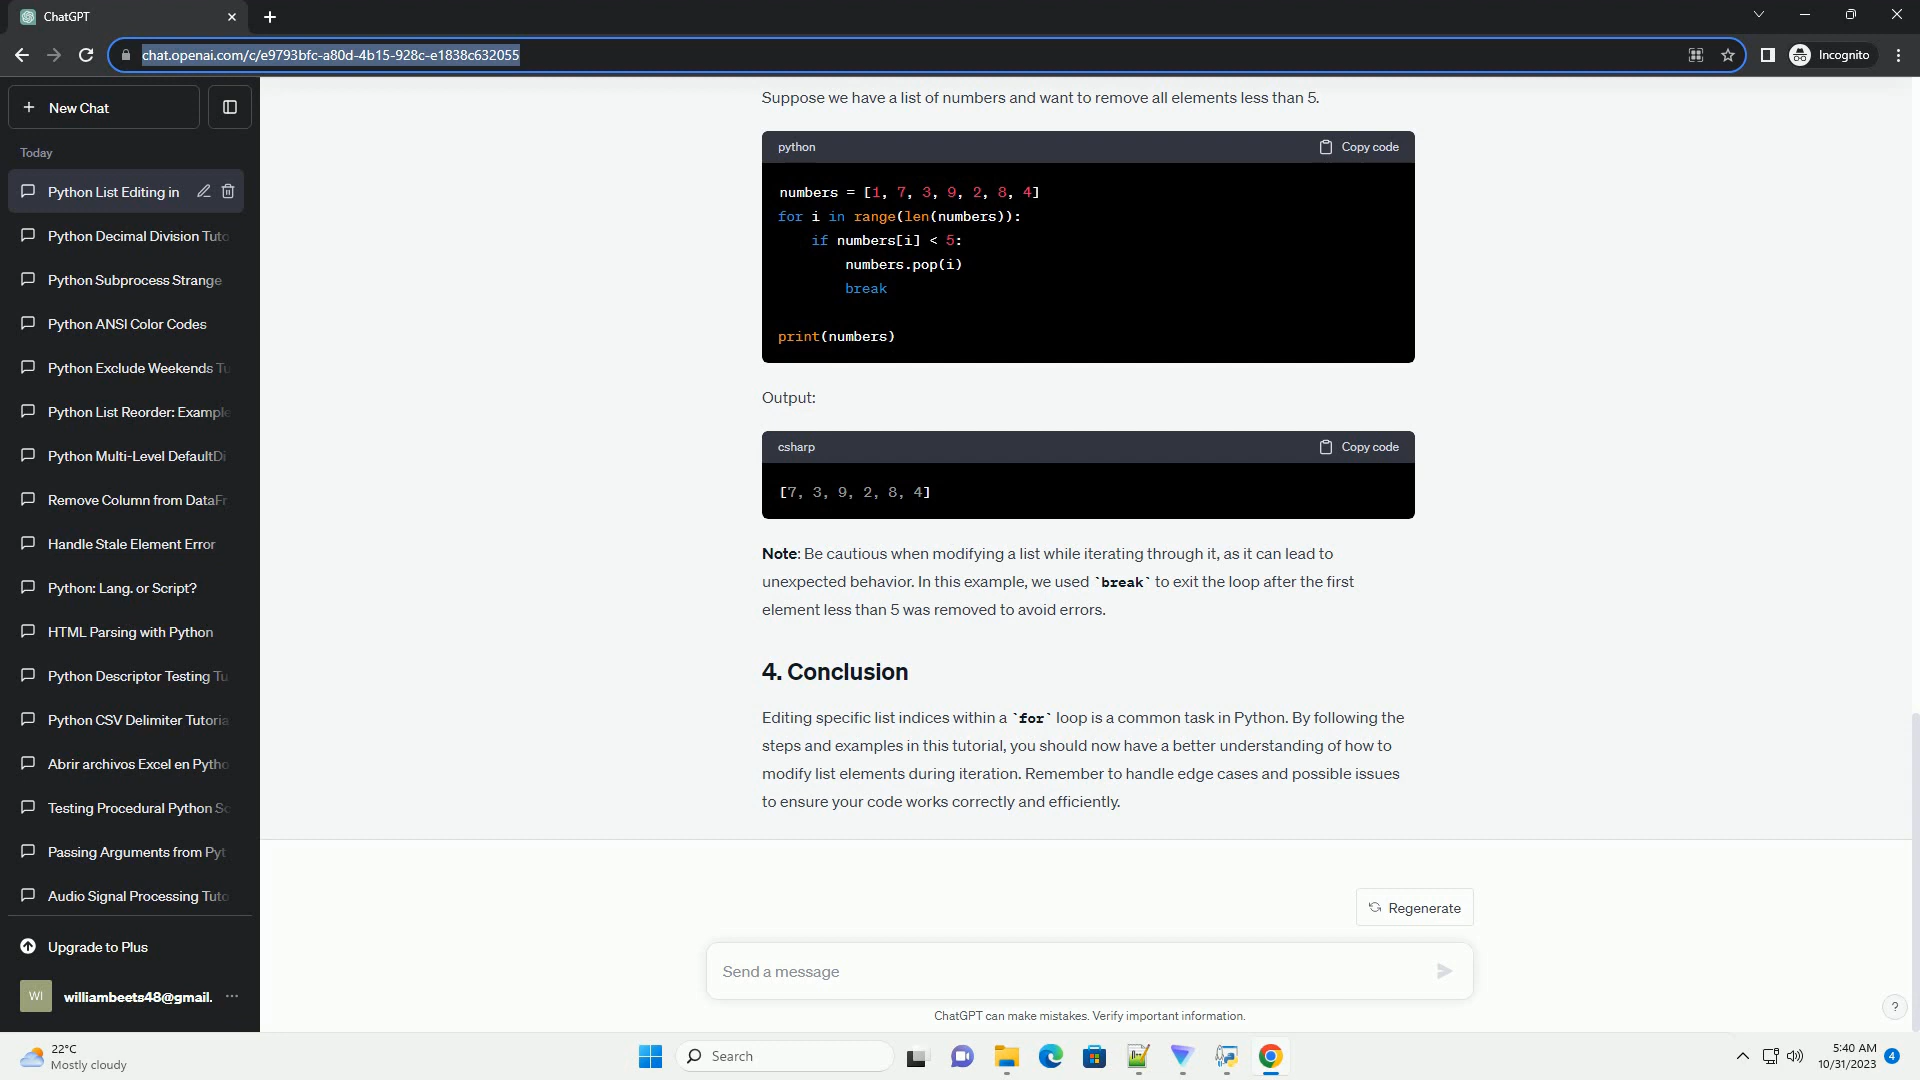 ChatGPT
chat.openai.com/c/e9793bfc-a80d-4b15-928c-e1838c632055
Incognito
New Chat
Today
Python List Editing in
Python Decimal Division Tuto
Python Subprocess Strange
Python ANSI Color Codes
Python Exclude Weekends Tu
Python List Reorder: Example
Python Multi-Level DefaultDi
Remove Column from DataFr
Handle Stale Element Error
Python: Lang. or Script?
HTML Parsing with Python
Python Descriptor Testing Tu
Python CSV Delimiter Tutoria
Abrir archivos Excel en Pytho
Testing Procedural Python Sc
Passing Arguments from Pyt
Audio Signal Processing Tuto
Upgrade to Plus
WI williambeets48@gmail.
Suppose we have a list of numbers and want to remove all elements less than 5.
python Copy code
numbers = [1, 7, 3, 9, 2, 8, 4]
for i in range(len(numbers)):
    if numbers[i] < 5:
        numbers.pop(i)
        break
print(numbers)
Output:
csharp Copy code
[7, 3, 9, 2, 8, 4]
Note: Be cautious when modifying a list while iterating through it, as it can lead to
unexpected behavior. In this example, we used `break` to exit the loop after the first
element less than 5 was removed to avoid errors.
4. Conclusion
Editing specific list indices within a `for` loop is a common task in Python. By following the
steps and examples in this tutorial, you should now have a better understanding of how to
modify list elements during iteration. Remember to handle edge cases and possible issues
to ensure your code works correctly and efficiently.
Regenerate
Send a message
ChatGPT can make mistakes. Verify important information.
?
22°C
Mostly cloudy
Search
5:40 AM
10/31/2023
4